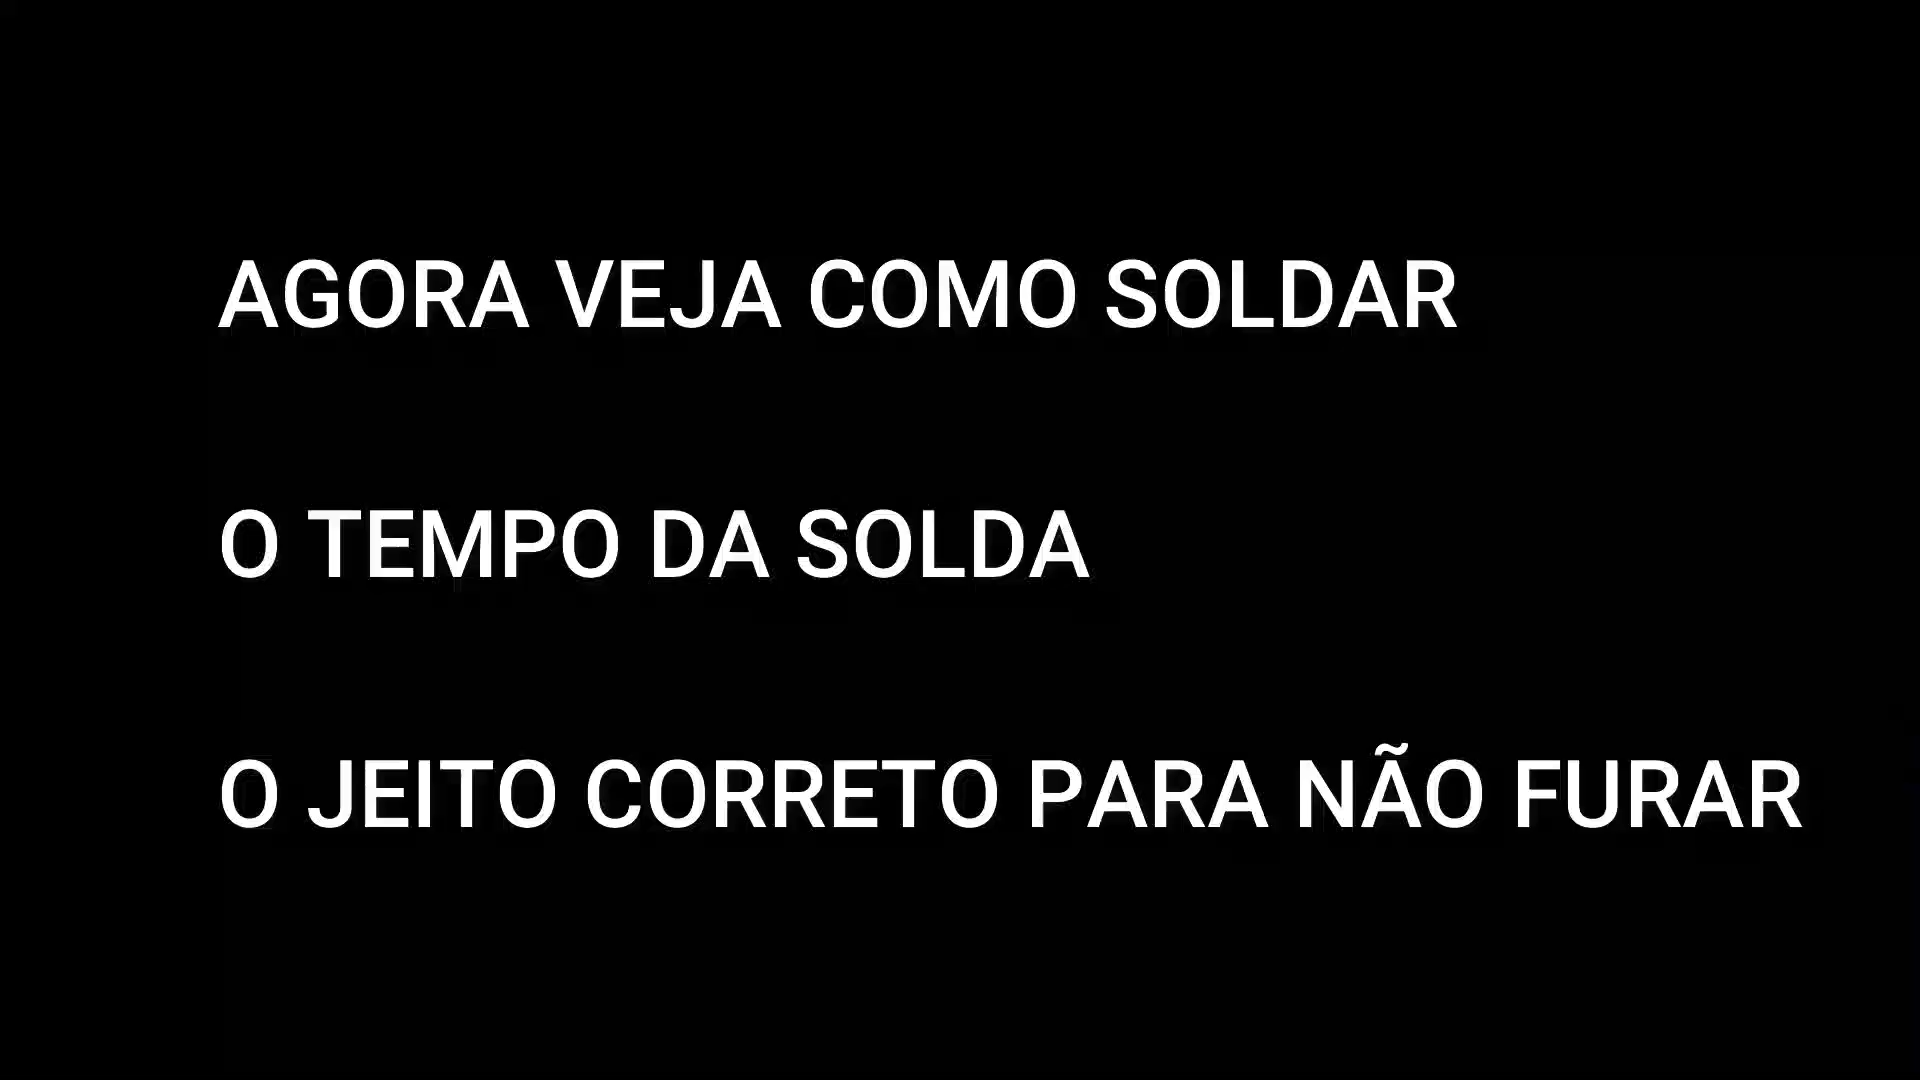 AGORA VEJA COMO SOLDAR
O TEMPO DA SOLDA
O JEITO CORRETO PARA NÃO FURAR